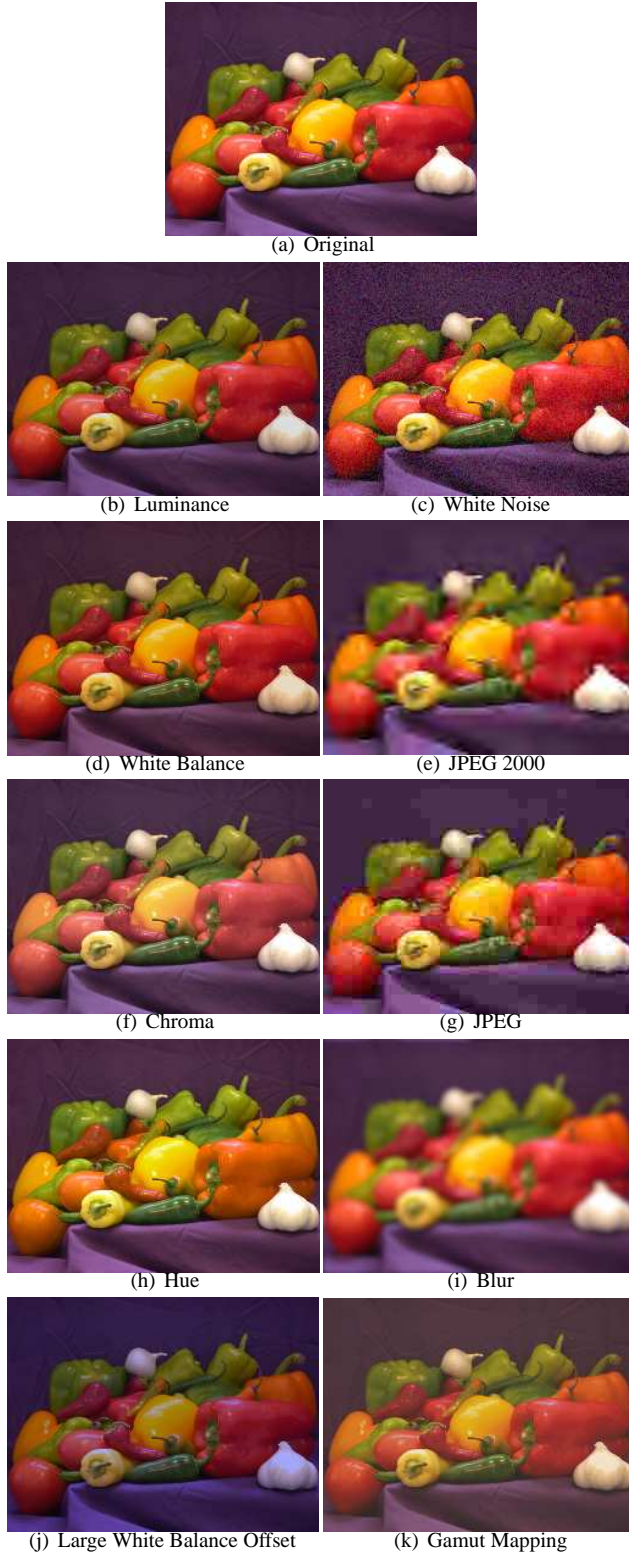 (a) Original
(b) Luminance
(c) White Noise
(d) White Balance
(e) JPEG 2000
(f) Chroma
(g) JPEG
(h) Hue
(i) Blur
(j) Large White Balance Offset
(k) Gamut Mapping